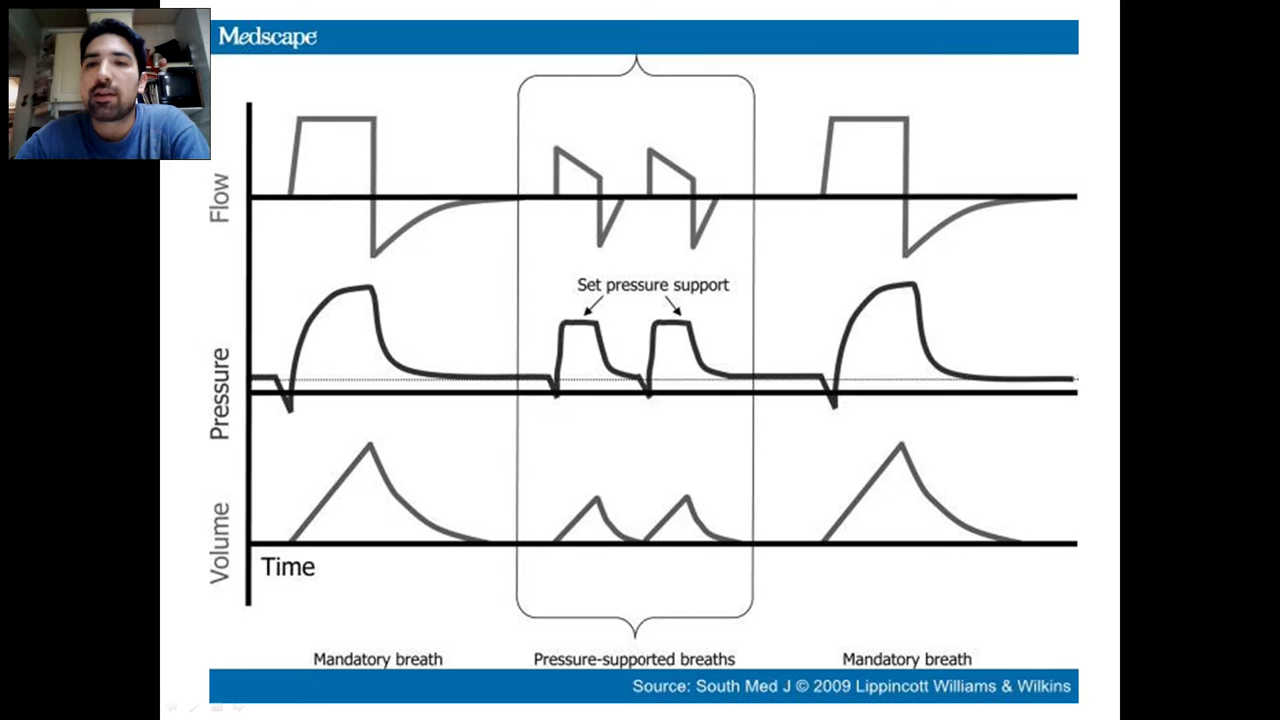 Medscape
Flow
Set pressure support
Pressure
Volume
Time
Mandatory breath
Pressure-supported breaths
Mandatory breath
Source: South Med J © 2009 Lippincott Williams & Wilkins